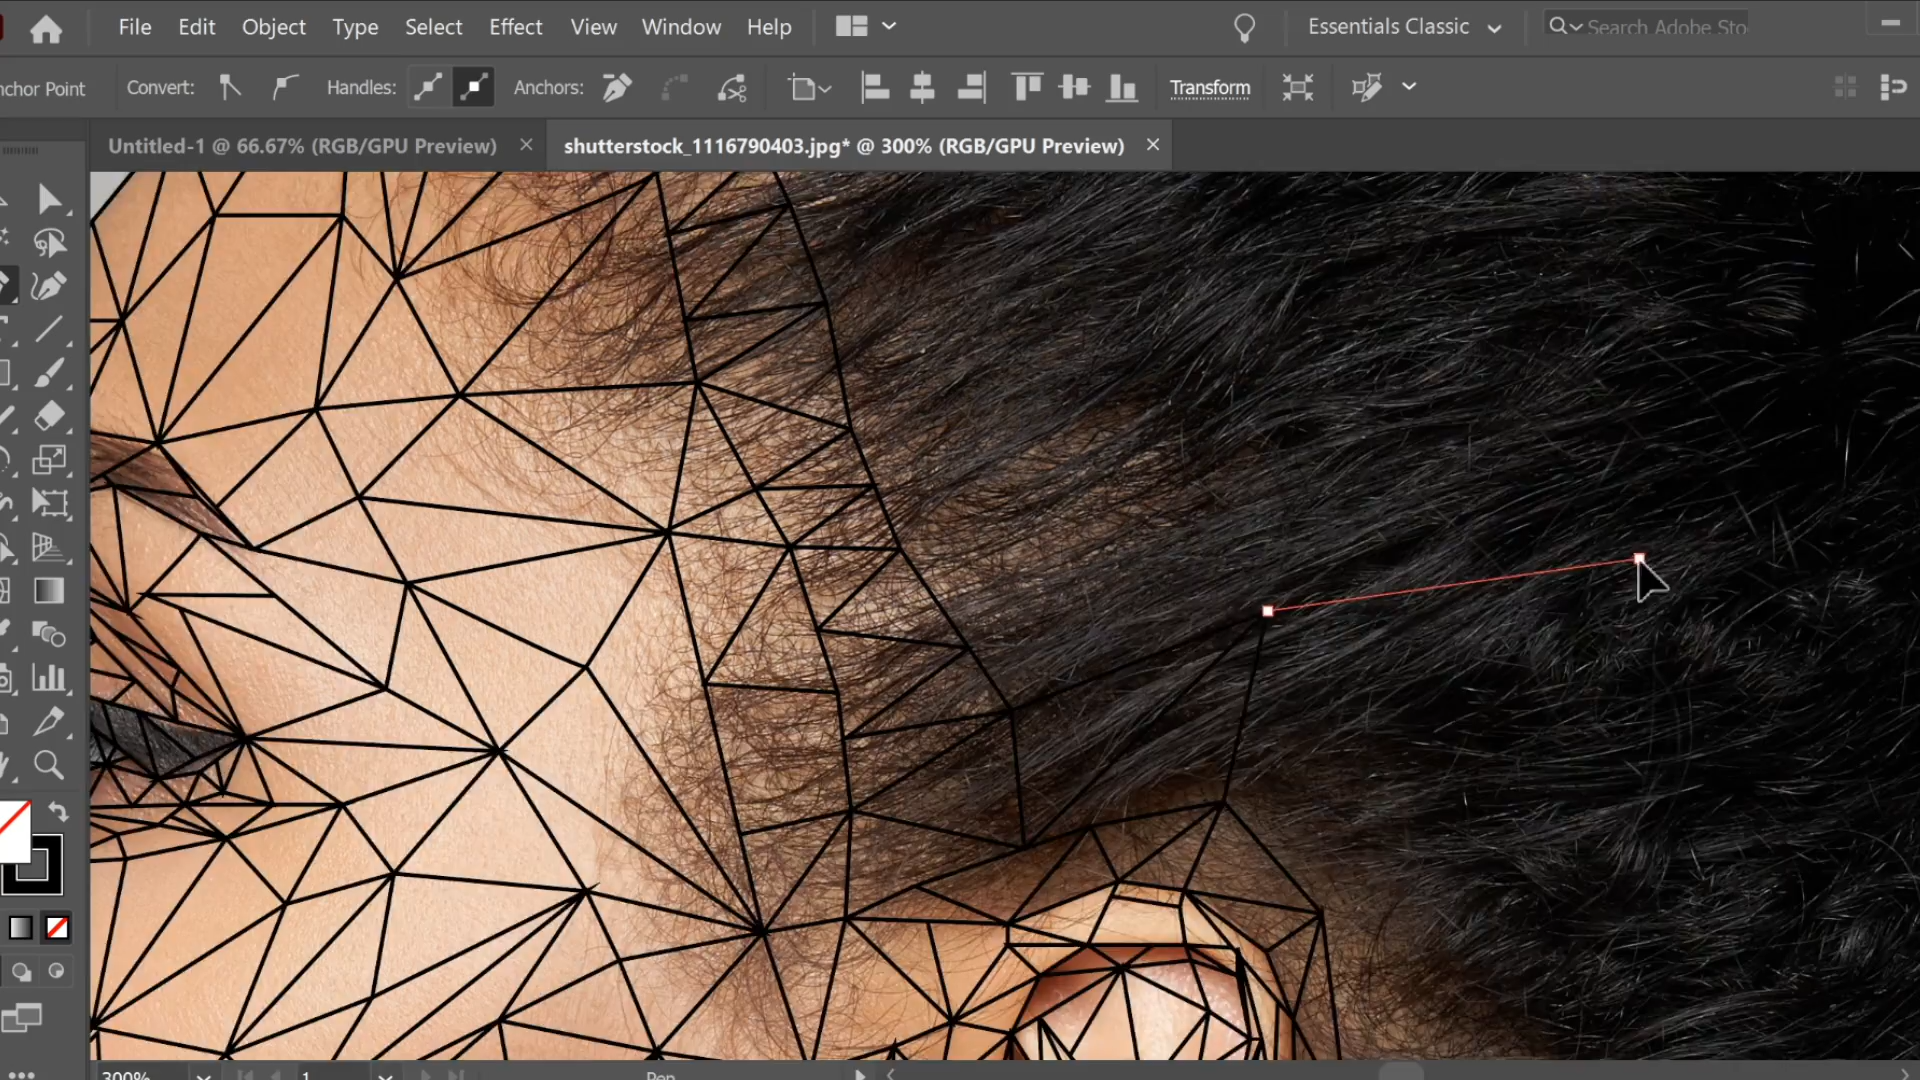 File Edit Object Type Select Effect View Window Help Essentials Classic Search Adobe Sto
nchor Point Convert: Handles: Anchors: Transform
Untitled-1 @ 66.67% (RGB/GPU Preview) × shutterstock_1116790403.jpg* @ 300% (RGB/GPU Preview) ×
300% 1 Pen